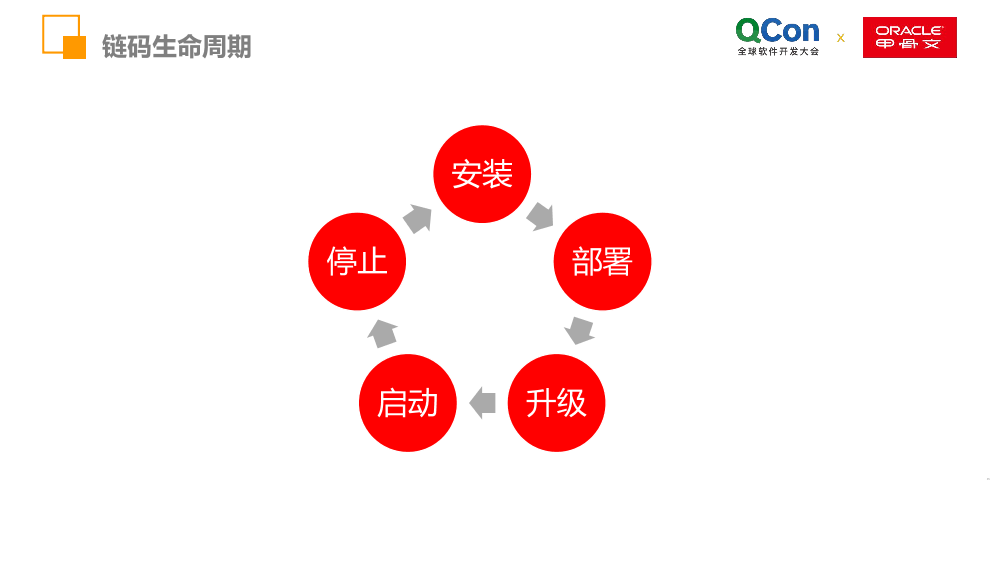 链码生命周期
QCon
全球软件开发大会
x
ORACLE
甲骨文
安装
部署
升级
启动
停止